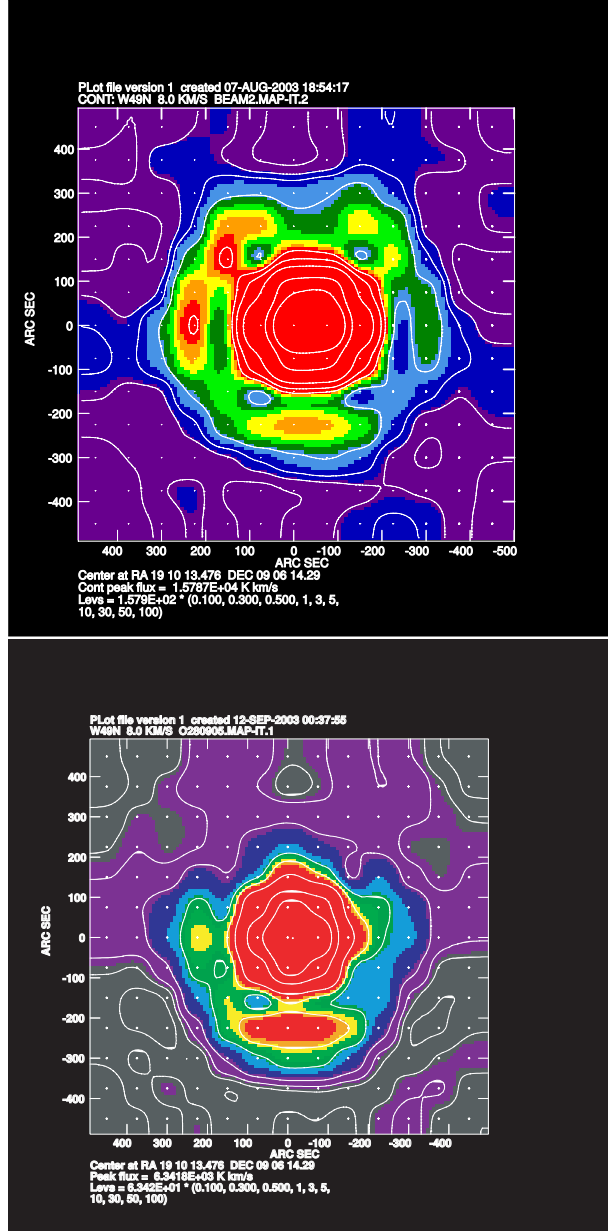 PLot file version 1 created 07-AUG-2003 18:54:17
CONT: W49N 8.0 KM/S BEAM2.MAP-IT.2
400
300
200
100
0
-100
-200
-300
-400
ARC SEC
400 300 200 100 0 -100 -200 -300 -400 -500
ARC SEC
Center at RA 19 10 13.476 DEC 09 06 14.29
Cont peak flux = 1.5787E+04 K km/s
Levs = 1.579E+02 * (0.100, 0.300, 0.500, 1, 3, 5,
10, 30, 50, 100)
PLot file version 1 created 12-SEP-2003 00:37:55
W49N 8.0 KM/S O280905.MAP-IT.1
400
300
200
100
0
-100
-200
-300
-400
ARC SEC
400 300 200 100 0 -100 -200 -300 -400
ARC SEC
Center at RA 19 10 13.476 DEC 09 06 14.29
Peak flux = 6.3418E+03 K km/s
Levs = 6.342E+01 * (0.100, 0.300, 0.500, 1, 3, 5,
10, 30, 50, 100)